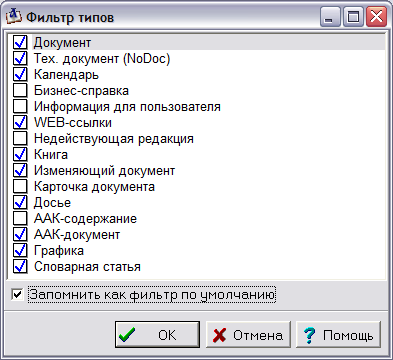 Фильтр типов
Документ
Тех. документ (NoDoc)
Календарь
Бизнес-справка
Информация для пользователя
WEB-ссылки
Недействующая редакция
Книга
Изменяющий документ
Карточка документа
Досье
ААК-содержание
ААК-документ
Графика
Словарная статья
Запомнить как фильтр по умолчанию
OK
Отмена
Помощь